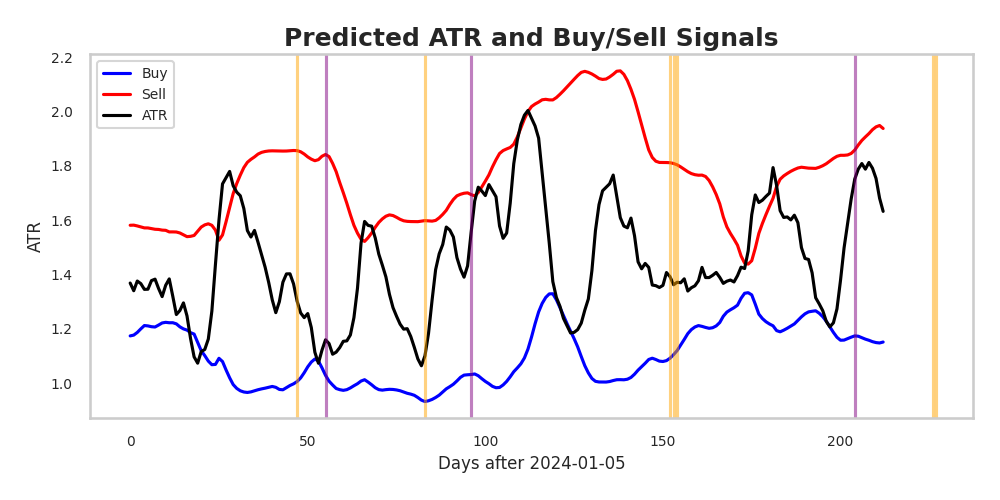 Predicted ATR and Buy/Sell Signals
Buy
Sell
ATR
2.2
2.0
1.8
1.6
1.4
1.2
1.0
ATR
0
50
100
150
200
Days after 2024-01-05